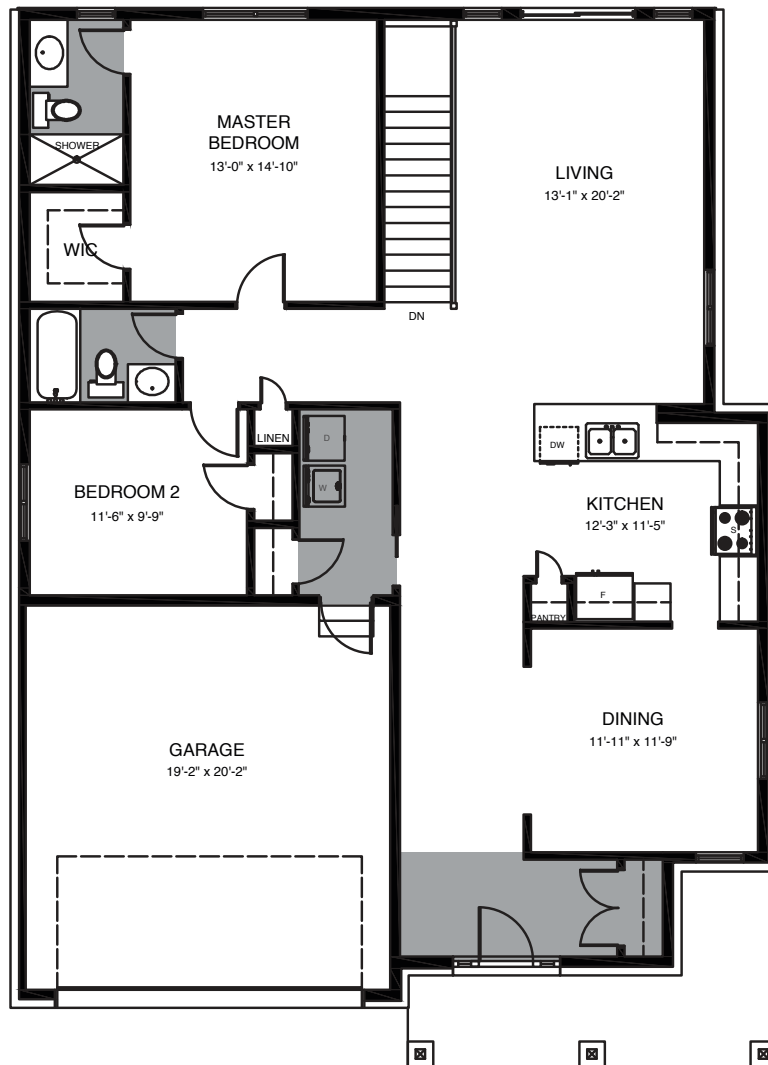 SHOWER
MASTER
BEDROOM
13'-0" x 14'-10"
LIVING
13'-1" x 20'-2"
WIC
DN
LINEN
D
W
DW
BEDROOM 2
11'-6" x 9'-9"
KITCHEN
12'-3" x 11'-5"
S
F
PANTRY
DINING
11'-11" x 11'-9"
GARAGE
19'-2" x 20'-2"